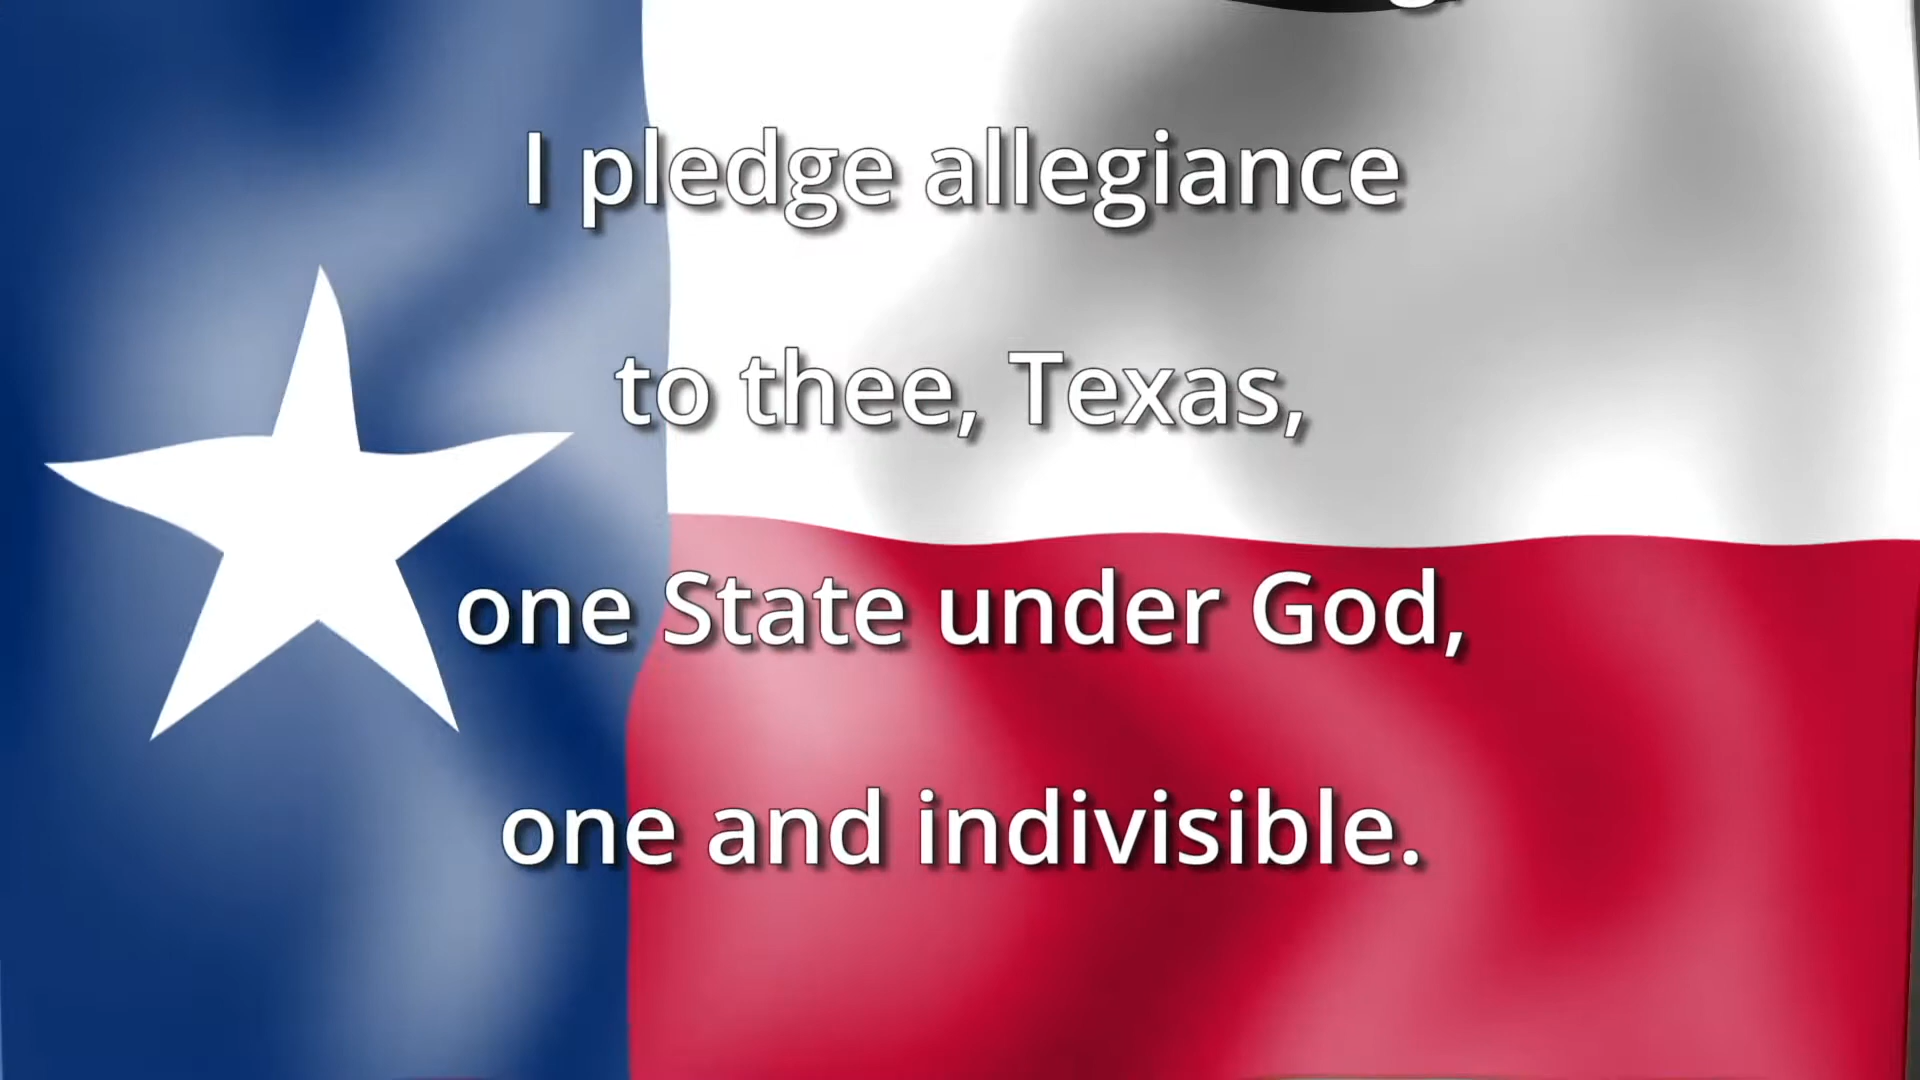 I pledge allegiance
to thee, Texas,
one State under God,
one and indivisible.